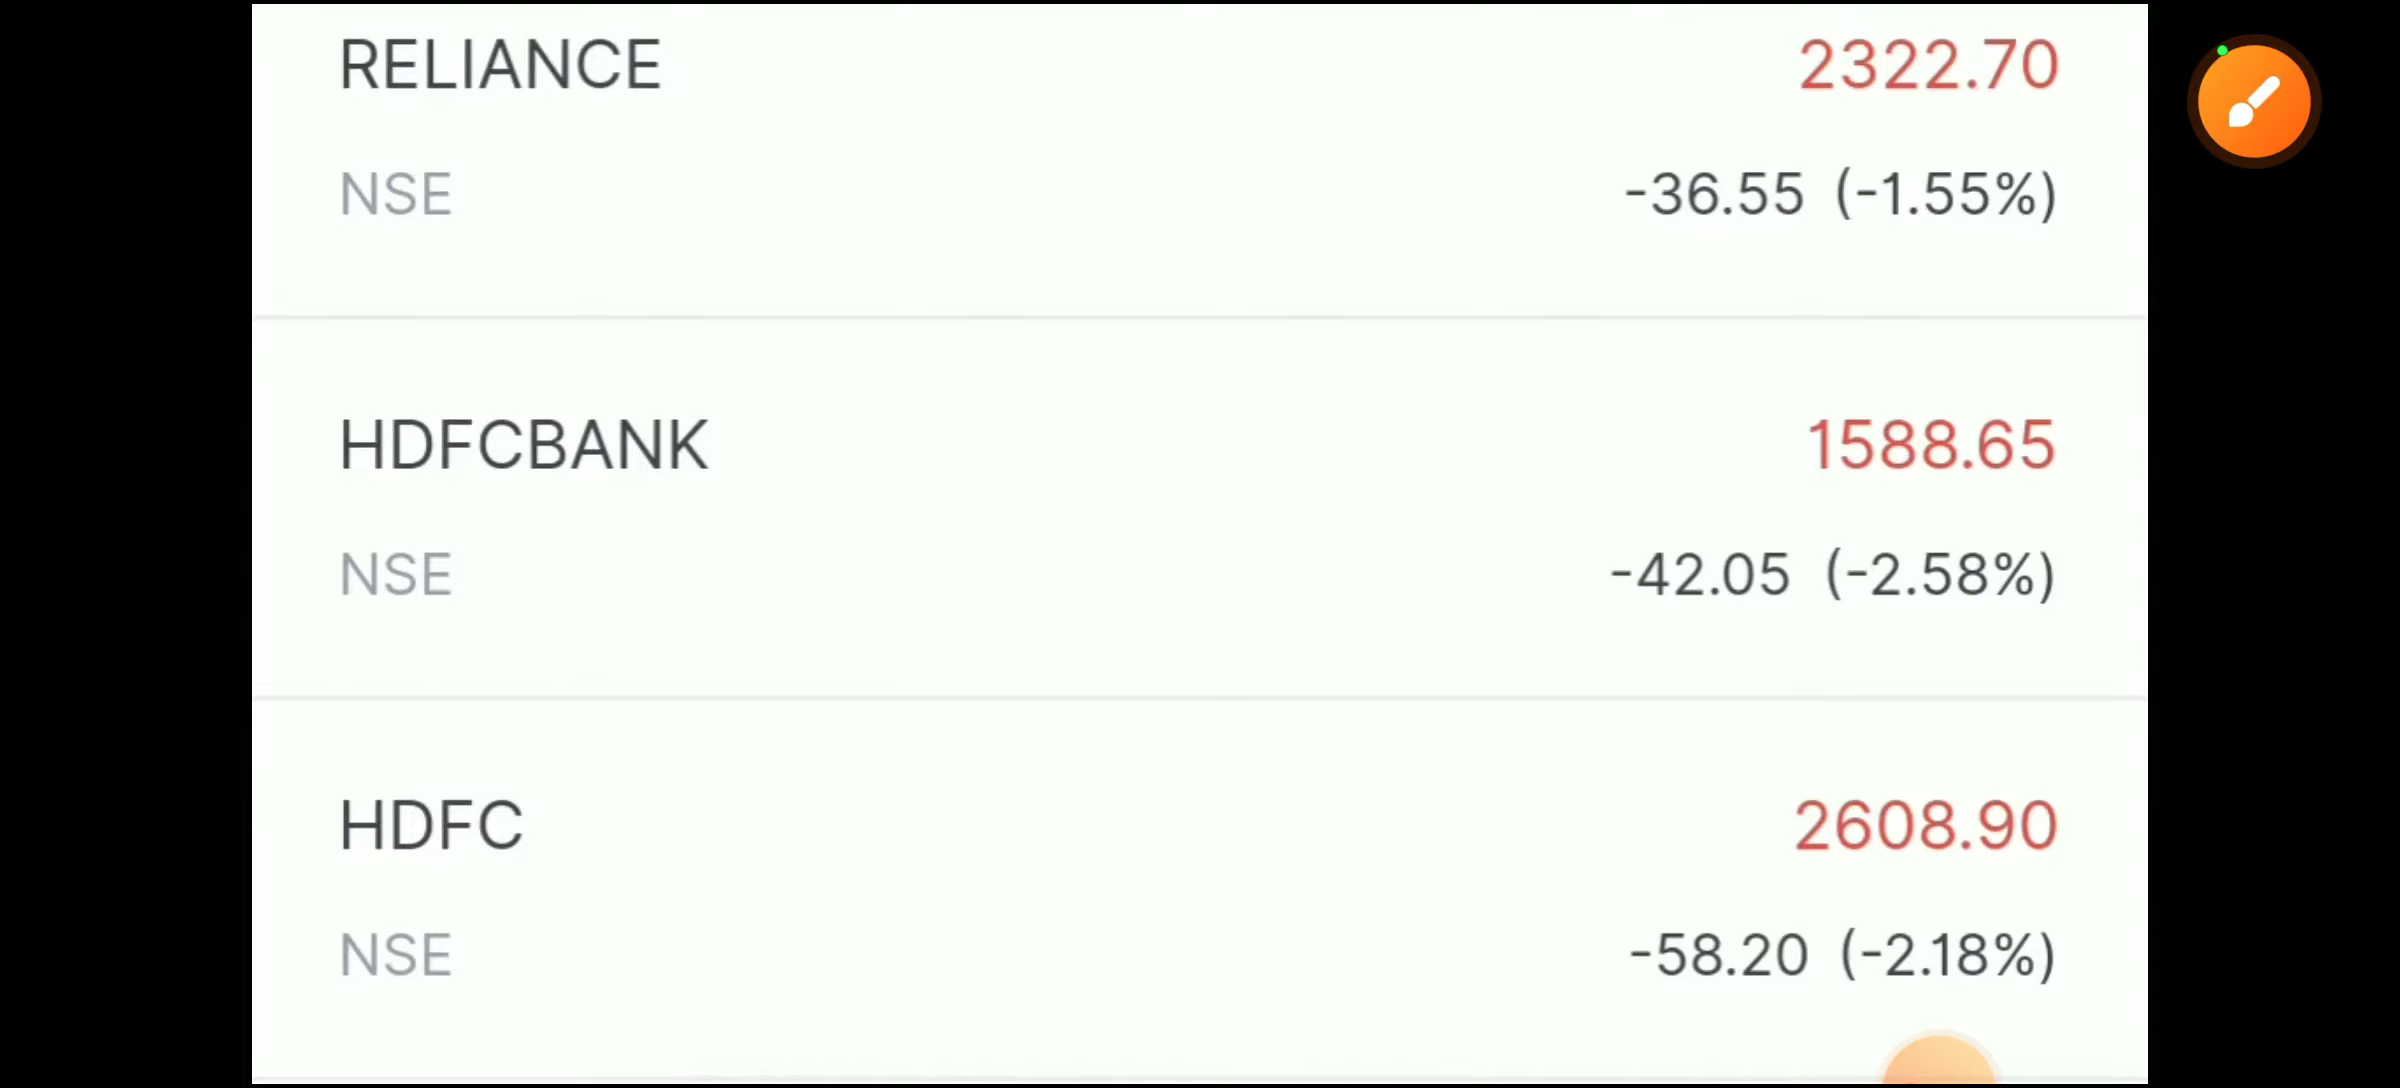 RELIANCE 2322.70
NSE -36.55 (-1.55%)
HDFCBANK 1588.65
NSE -42.05 (-2.58%)
HDFC 2608.90
NSE -58.20 (-2.18%)